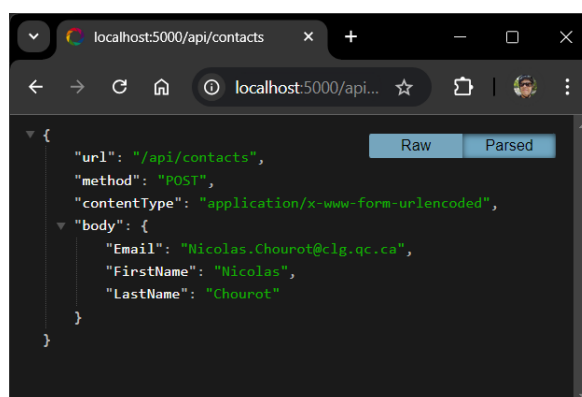 localhost:5000/api/contacts
localhost:5000/api...
Raw Parsed
{
"url": "/api/contacts",
"method": "POST",
"contentType": "application/x-www-form-urlencoded",
"body": {
"Email": "Nicolas.Chourot@clg.qc.ca",
"FirstName": "Nicolas",
"LastName": "Chourot"
}
}